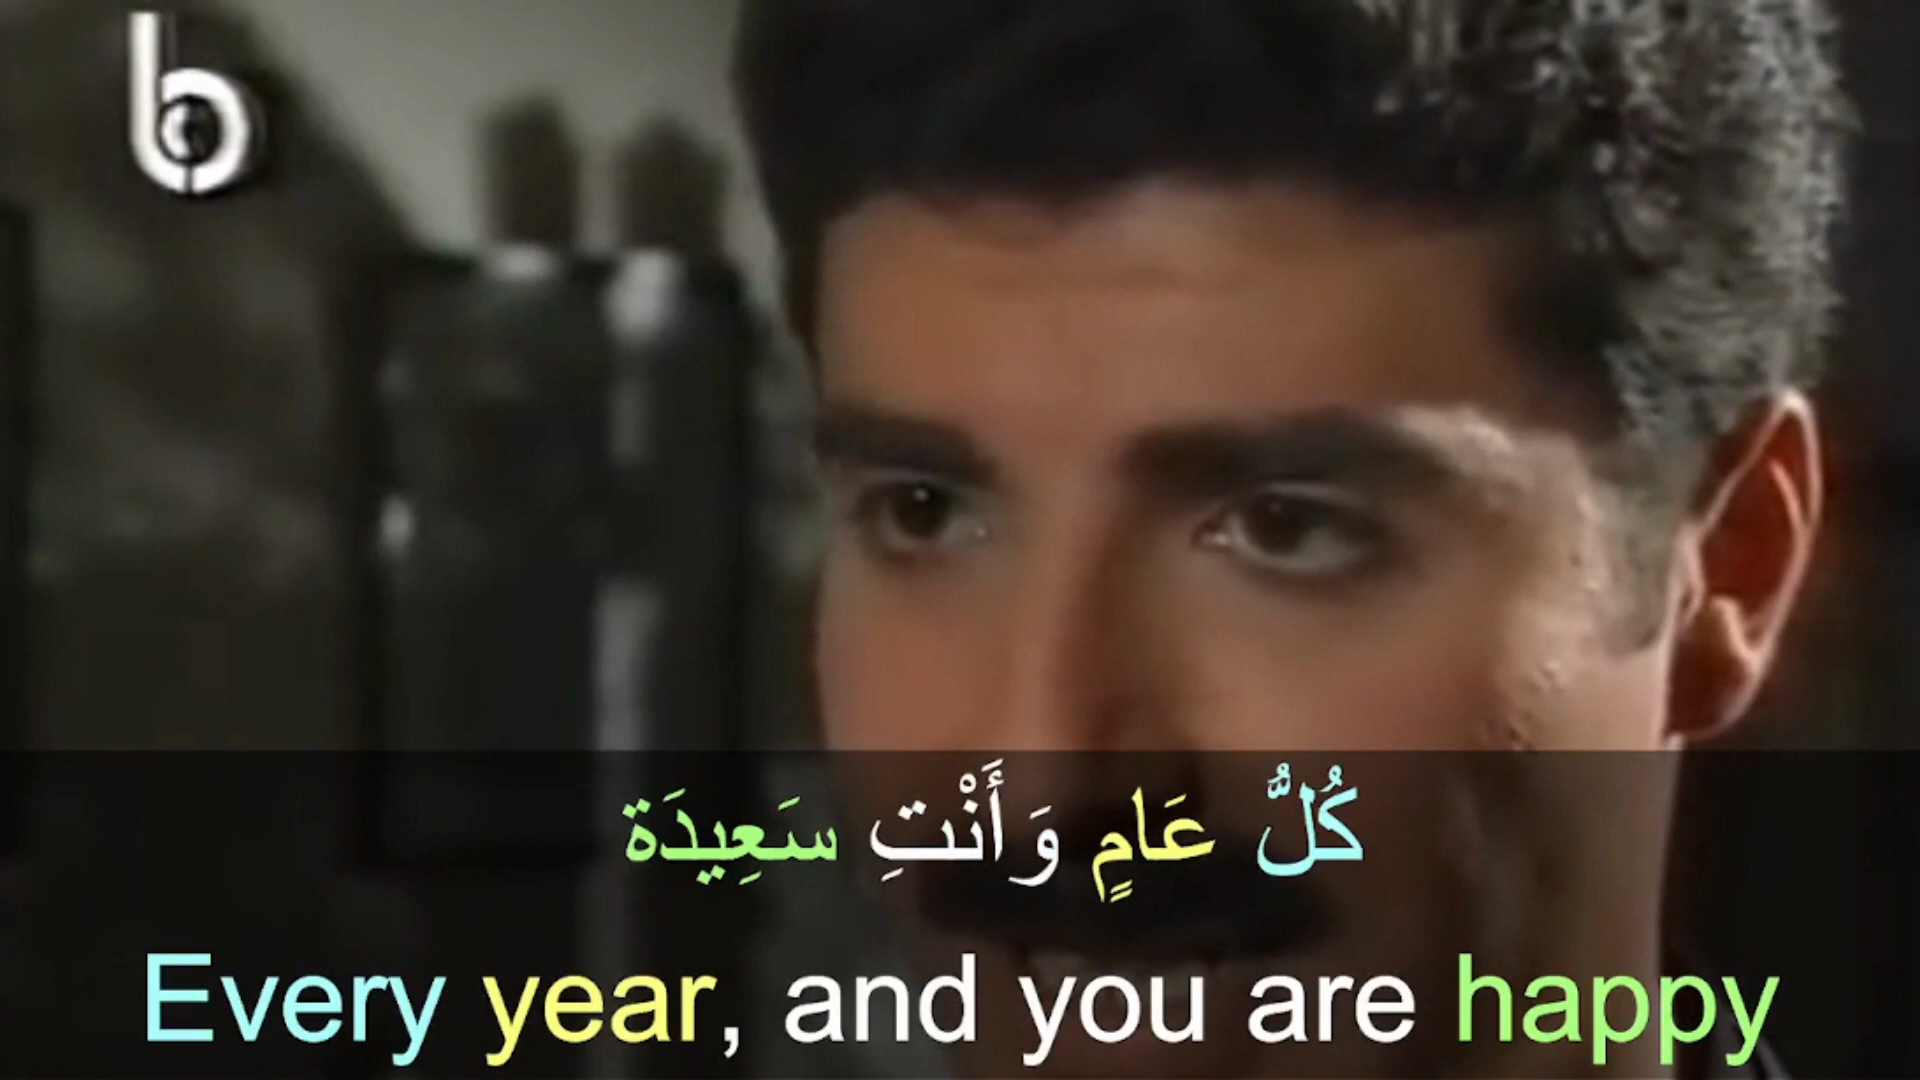 b
كُلُّ عَامٍ وَأَنْتِ سَعِيدَة
Every year, and you are happy